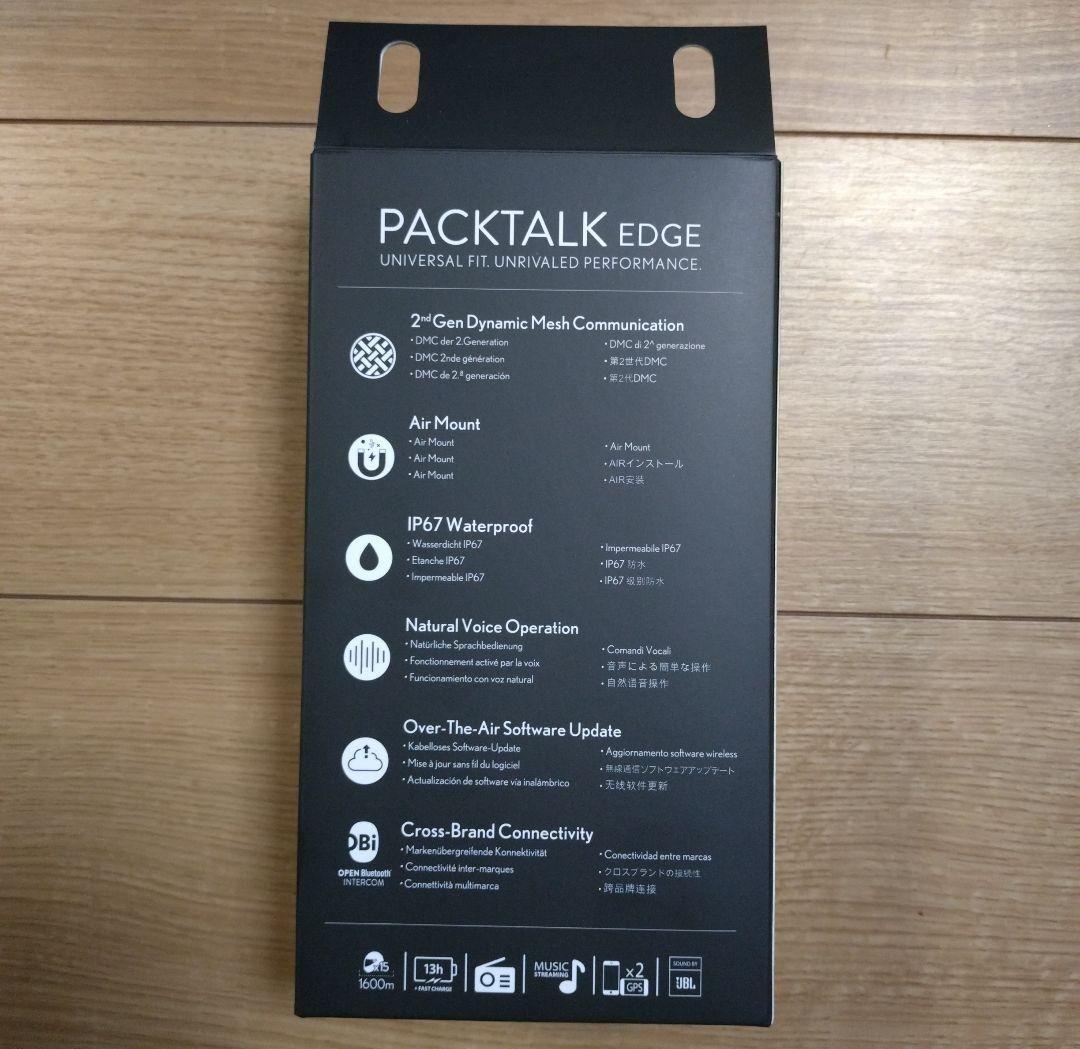 PACKTALK EDGE
UNIVERSAL FIT. UNRIVALED PERFORMANCE.
2nd Gen Dynamic Mesh Communication
• DMC der 2.Generation
• DMC 2nde génération
• DMC de 2.ª generación
• DMC di 2^ generazione
• 第2世代DMC
• 第2代DMC
Air Mount
• Air Mount
• Air Mount
• Air Mount
• Air Mount
• AIRインストール
• AIR安装
IP67 Waterproof
• Wasserdicht IP67
• Etanche IP67
• Impermeable IP67
• Impermeabile IP67
• IP67 防水
• IP67 级别防水
Natural Voice Operation
• Natürliche Sprachbedienung
• Fonctionnement activé par la voix
• Funcionamiento con voz natural
• Comandi Vocali
• 音声による簡単な操作
• 自然语音操作
Over-The-Air Software Update
• Kabelloses Software-Update
• Mise à jour sans fil du logiciel
• Actualización de software vía inalámbrico
• Aggiornamento software wireless
• 無線通信ソフトウェアアップデート
• 无线软件更新
OBi
OPEN Bluetooth
INTERCOM
Cross-Brand Connectivity
• Markenübergreifende Konnektivität
• Connectivité inter-marques
• Connettività multimarca
• Conectividad entre marcas
• クロスブランドの接続性
• 跨品牌连接
x15
1600m
13h
+ FAST CHARGE
MUSIC
STREAMING
x2
GPS
SOUND BY
JBL